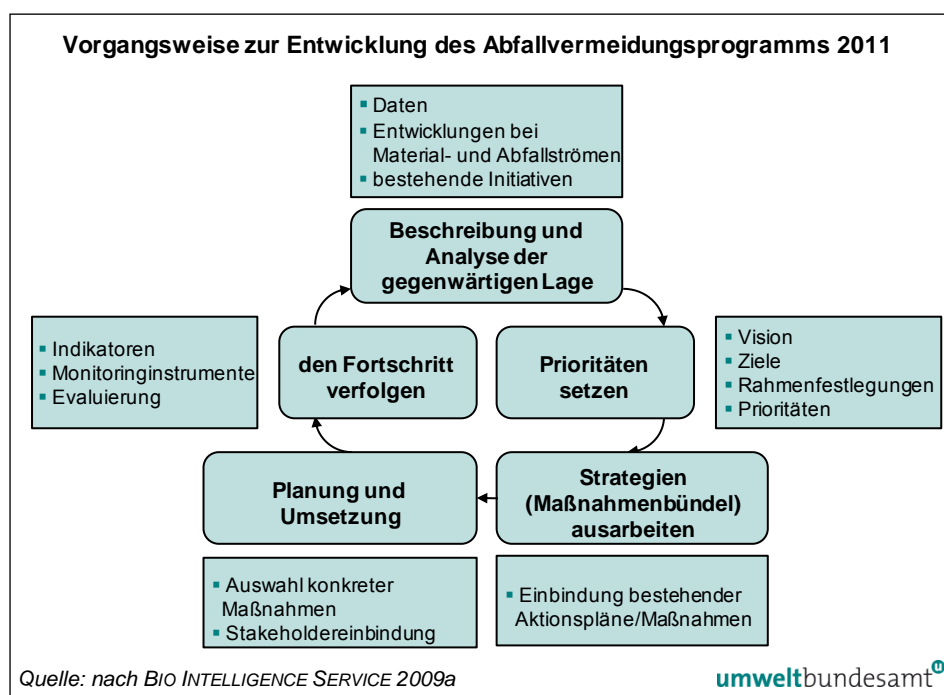 Vorgangsweise zur Entwicklung des Abfallvermeidungsprogramms 2011
▪ Daten
▪ Entwicklungen bei
Material- und Abfallströmen
▪ bestehende Initiativen
Beschreibung und
Analyse der
gegenwärtigen Lage
▪ Indikatoren
▪ Monitoringinstrumente
▪ Evaluierung
den Fortschritt
verfolgen
Prioritäten
setzen
▪ Vision
▪ Ziele
▪ Rahmenfestlegungen
▪ Prioritäten
Planung und
Umsetzung
Strategien
(Maßnahmenbündel)
ausarbeiten
▪ Auswahl konkreter
Maßnahmen
▪ Stakeholdereinbindung
▪ Einbindung bestehender
Aktionspläne/Maßnahmen
Quelle: nach BIO INTELLIGENCE SERVICE 2009a
umweltbundesamt u